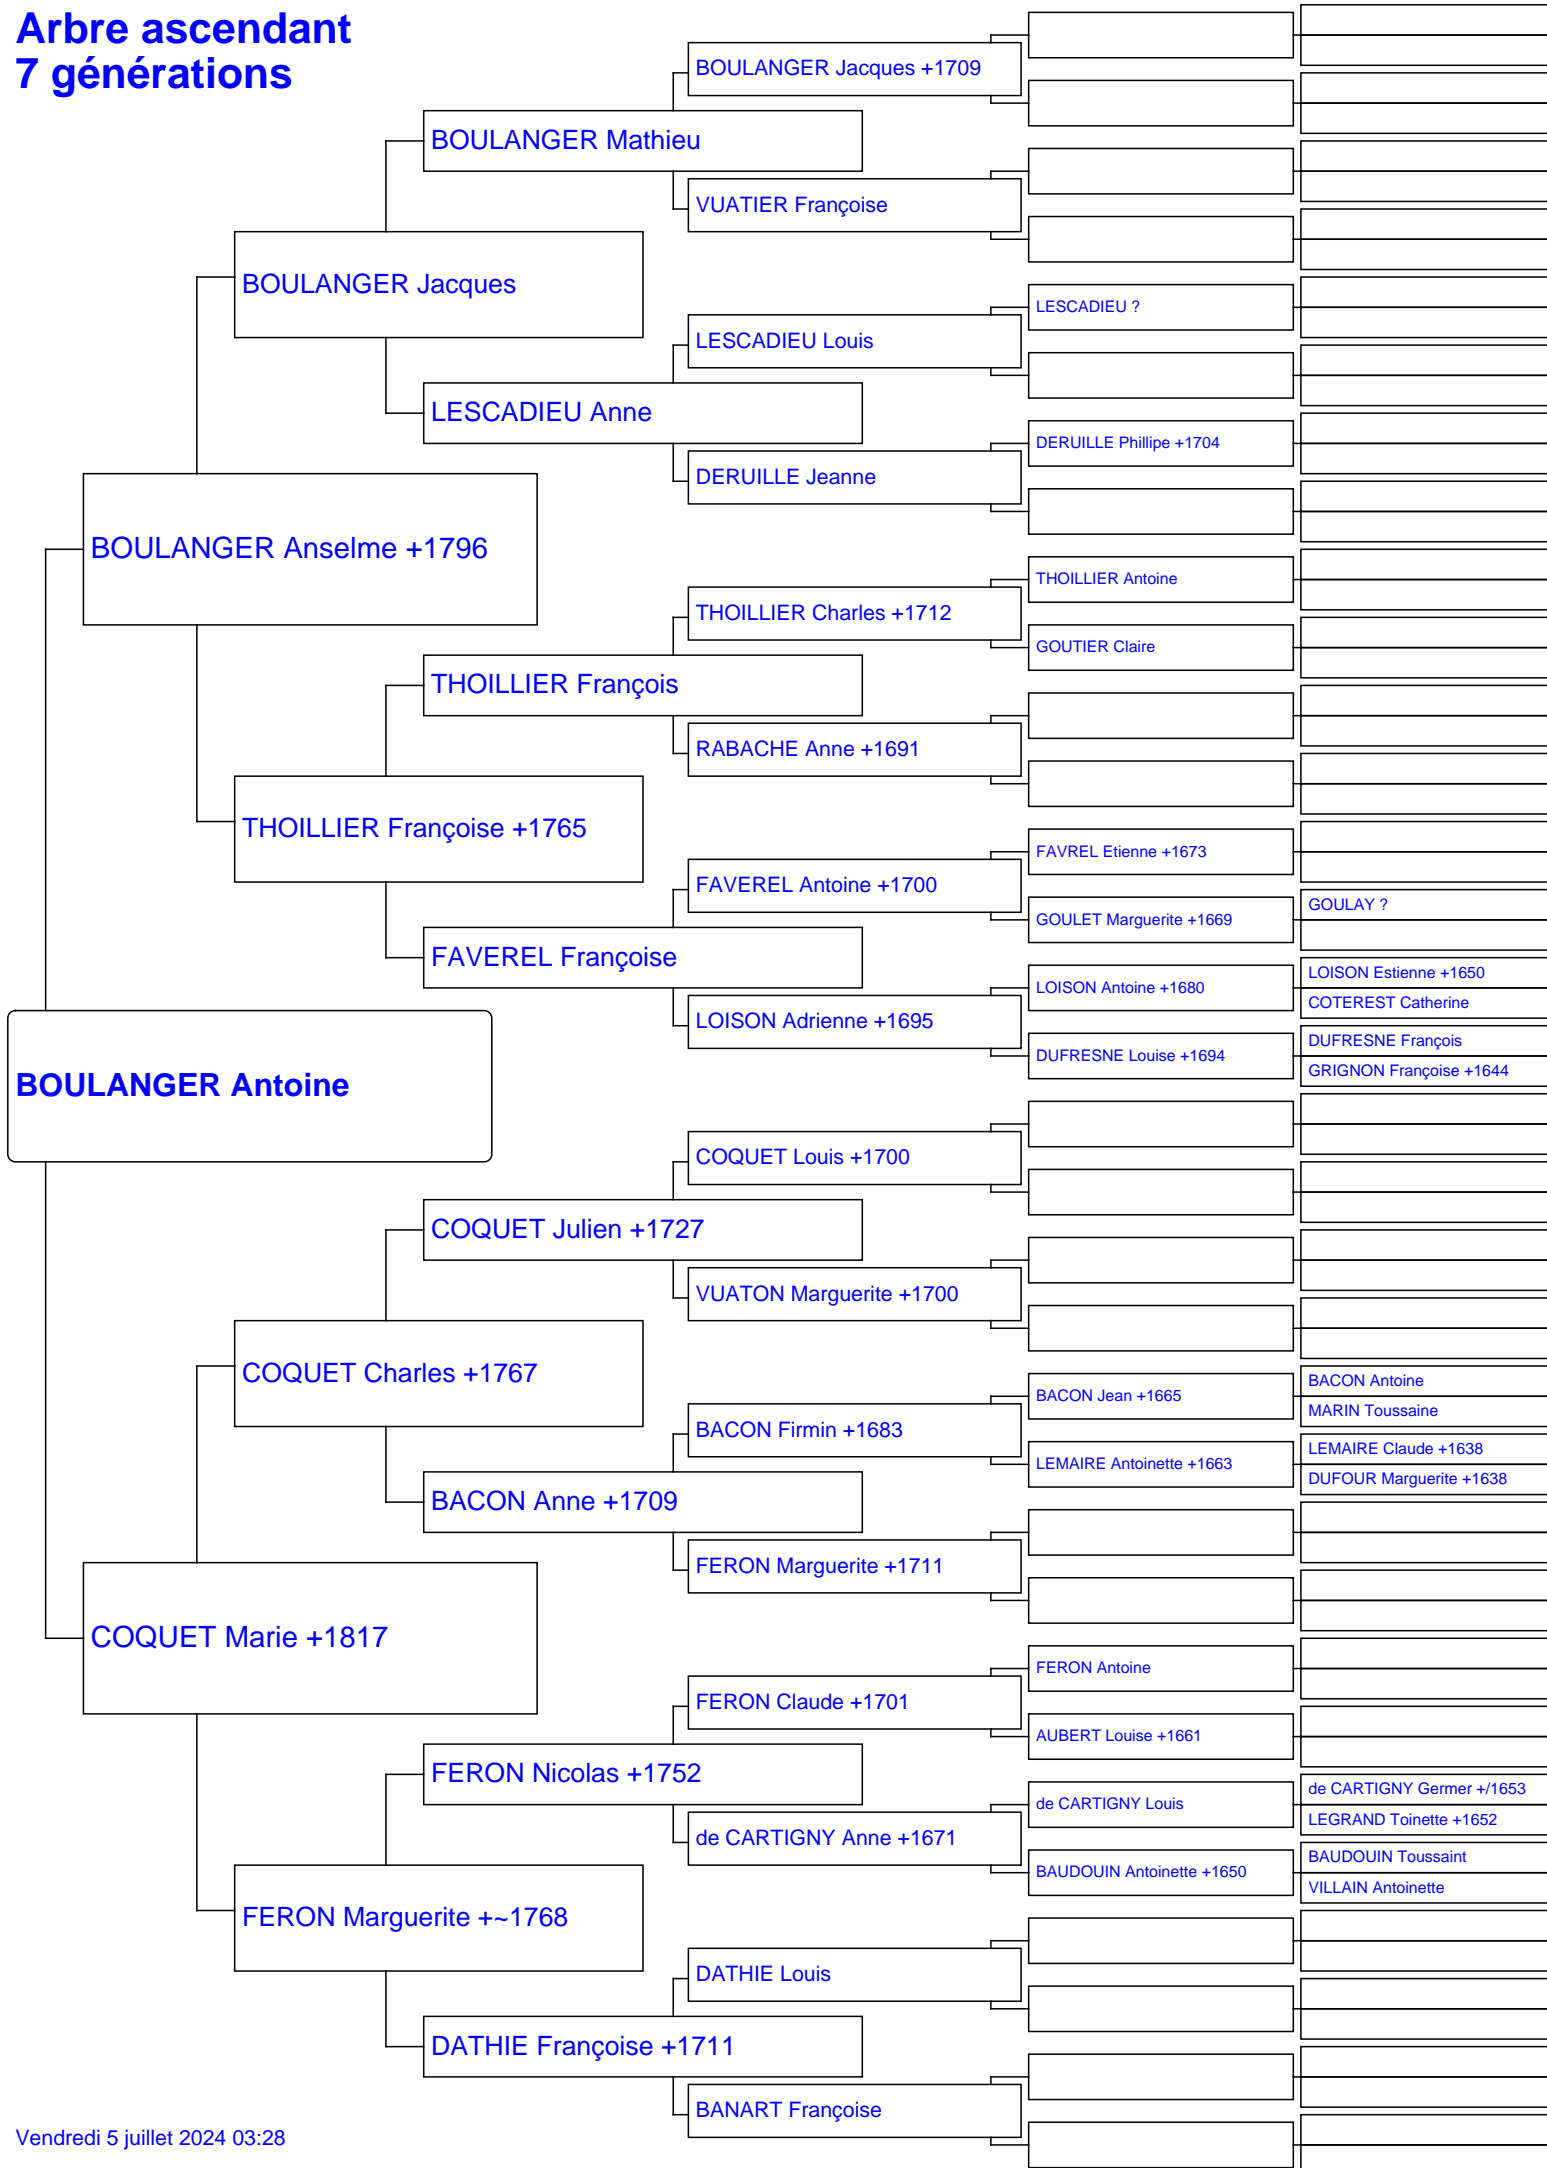 Arbre ascendant
7 générations
BOULANGER Jacques +1709
BOULANGER Mathieu
VUATIER Françoise
BOULANGER Jacques
LESCADIEU ?
LESCADIEU Louis
LESCADIEU Anne
DERUILLE Phillipe +1704
DERUILLE Jeanne
BOULANGER Anselme +1796
THOILLIER Antoine
THOILLIER Charles +1712
GOUTIER Claire
THOILLIER François
RABACHE Anne +1691
THOILLIER Françoise +1765
FAVREL Etienne +1673
FAVEREL Antoine +1700
GOULAY ?
GOULET Marguerite +1669
FAVEREL Françoise
LOISON Estienne +1650
LOISON Antoine +1680
COTEREST Catherine
LOISON Adrienne +1695
DUFRESNE François
DUFRESNE Louise +1694
GRIGNON Françoise +1644
BOULANGER Antoine
COQUET Louis +1700
COQUET Julien +1727
VUATON Marguerite +1700
COQUET Charles +1767
BACON Antoine
BACON Jean +1665
MARIN Toussaine
BACON Firmin +1683
LEMAIRE Claude +1638
LEMAIRE Antoinette +1663
DUFOUR Marguerite +1638
BACON Anne +1709
FERON Marguerite +1711
COQUET Marie +1817
FERON Antoine
FERON Claude +1701
AUBERT Louise +1661
FERON Nicolas +1752
de CARTIGNY Germer +/1653
de CARTIGNY Louis
LEGRAND Toinette +1652
de CARTIGNY Anne +1671
BAUDOUIN Toussaint
BAUDOUIN Antoinette +1650
VILLAIN Antoinette
FERON Marguerite +~1768
DATHIE Louis
DATHIE Françoise +1711
BANART Françoise
Vendredi 5 juillet 2024 03:28